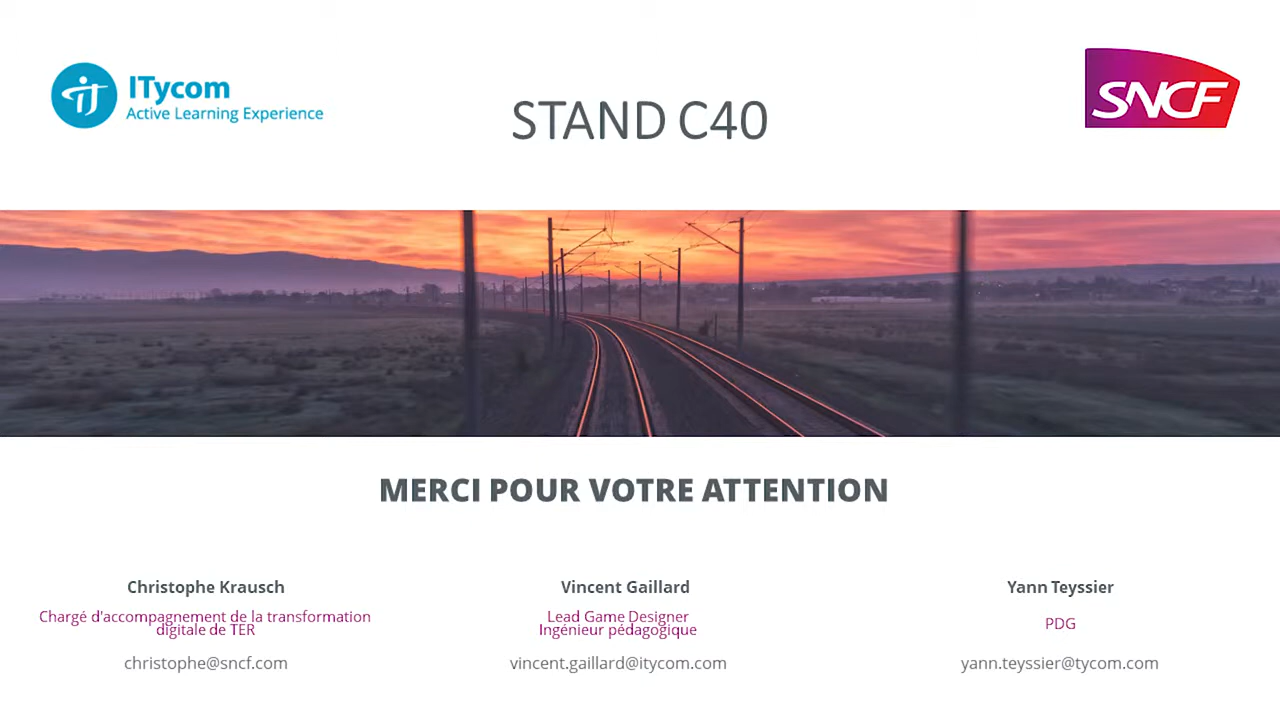 ITycom
Active Learning Experience
STAND C40
SNCF
MERCI POUR VOTRE ATTENTION
Christophe Krausch
Chargé d'accompagnement de la transformation
digitale de TER
christophe@sncf.com
Vincent Gaillard
Lead Game Designer
Ingénieur pédagogique
vincent.gaillard@itycom.com
Yann Teyssier
PDG
yann.teyssier@tycom.com